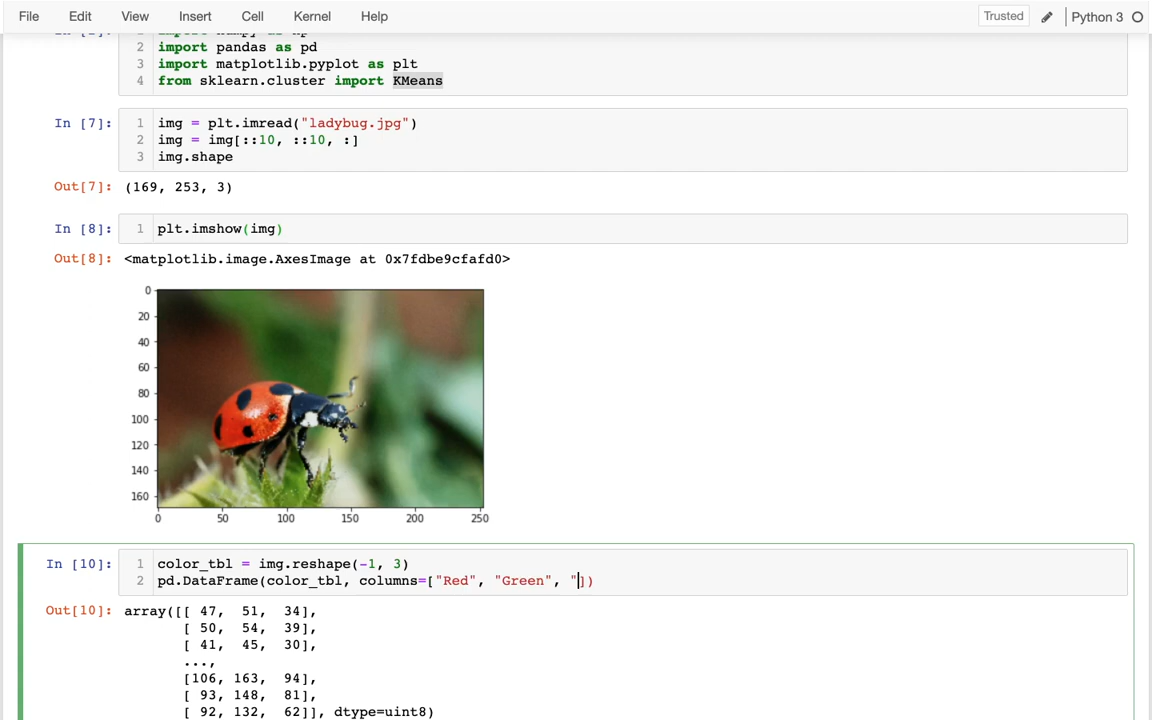 File Edit View Insert Cell Kernel Help Trusted Python 3
2 import pandas as pd
3 import matplotlib.pyplot as plt
4 from sklearn.cluster import KMeans
In [7]: 1 img = plt.imread("ladybug.jpg")
2 img = img[::10, ::10, :]
3 img.shape
Out[7]: (169, 253, 3)
In [8]: 1 plt.imshow(img)
Out[8]: <matplotlib.image.AxesImage at 0x7fdbe9cfafd0>
0
20
40
60
80
100
120
140
160
0 50 100 150 200 250
In [10]: 1 color_tbl = img.reshape(-1, 3)
2 pd.DataFrame(color_tbl, columns=["Red", "Green", "])
Out[10]: array([[ 47, 51, 34],
[ 50, 54, 39],
[ 41, 45, 30],
...,
[106, 163, 94],
[ 93, 148, 81],
[ 92, 132, 62]], dtype=uint8)